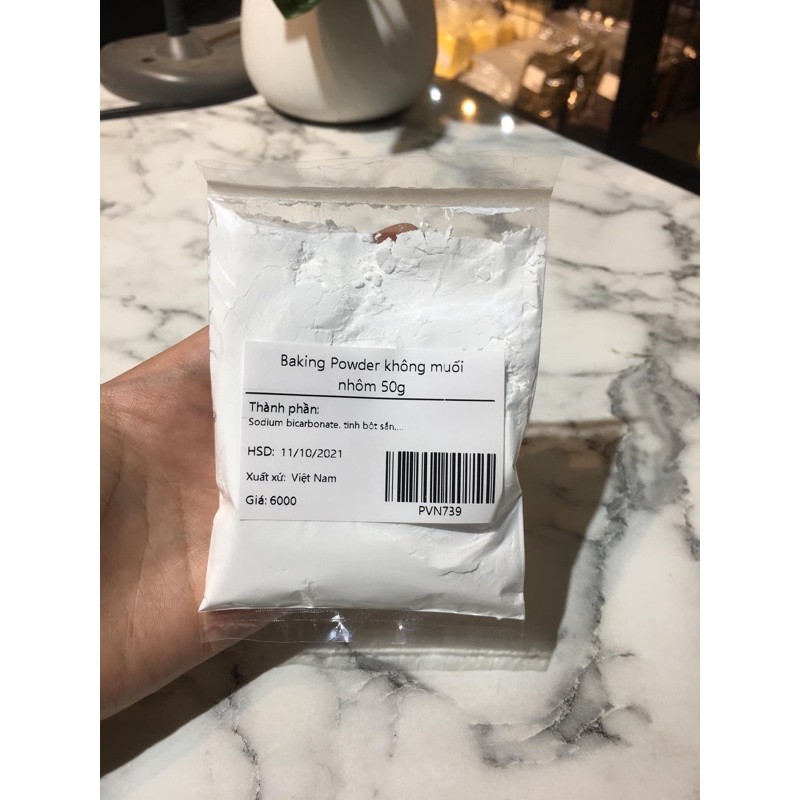 Baking Powder không muối
nhôm 50g
Thành phần:
Sodium bicarbonate, tinh bột sắn,...
HSD: 11/10/2021
Xuất xứ: Việt Nam
Giá: 6000
PVN739